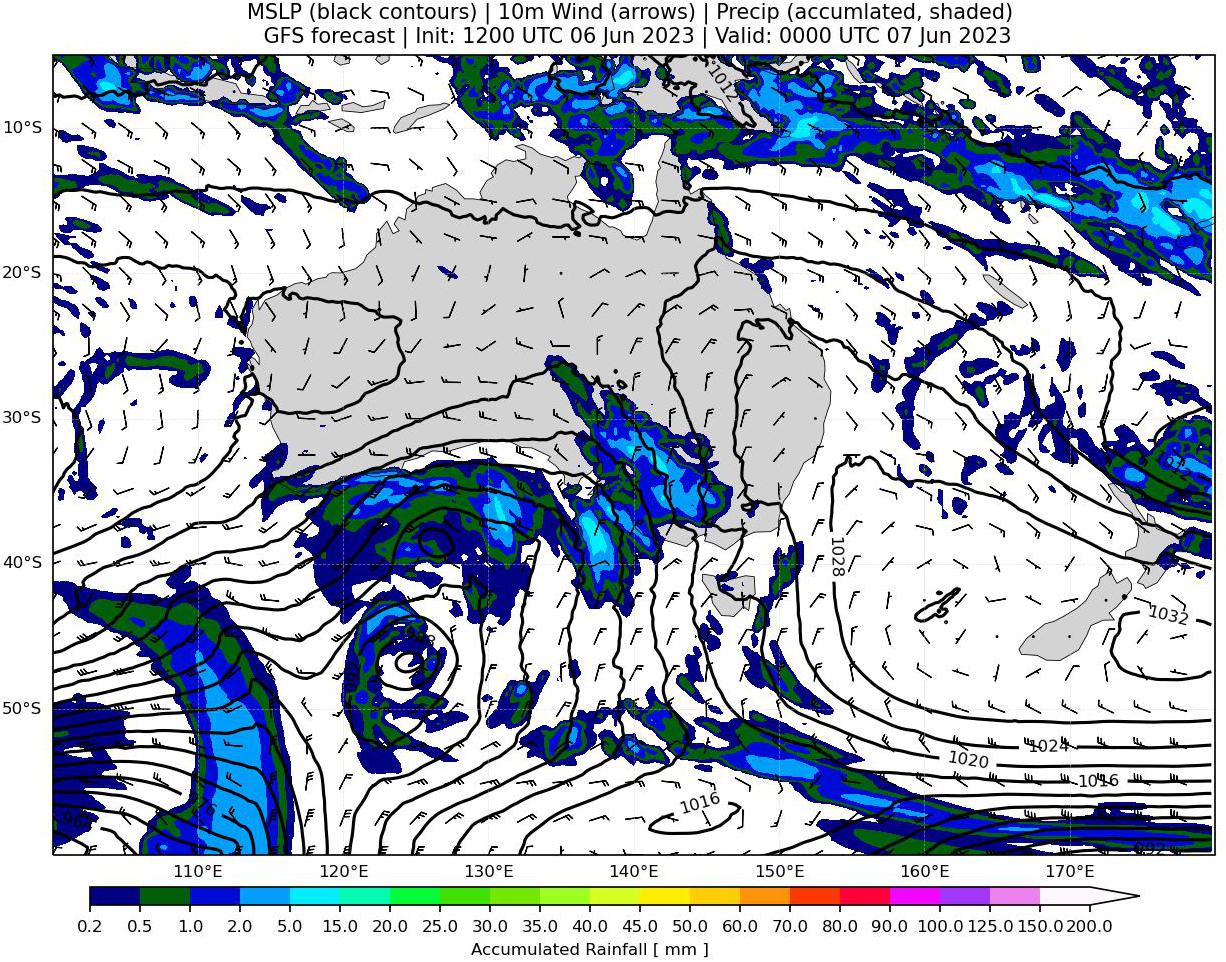 MSLP (black contours) | 10m Wind (arrows) | Precip (accumlated, shaded)
GFS forecast | Init: 1200 UTC 06 Jun 2023 | Valid: 0000 UTC 07 Jun 2023
10°S
20°S
30°S
40°S
50°S
1028
1032
1024
1020
1016
1016
110°E 120°E 130°E 140°E 150°E 160°E 170°E
0.2 0.5 1.0 2.0 5.0 10.0 15.0 20.0 25.0 30.0 35.0 40.0 45.0 50.0 60.0 70.0 80.0 90.0 100.0 125.0 150.0 200.0
Accumulated Rainfall [ mm ]